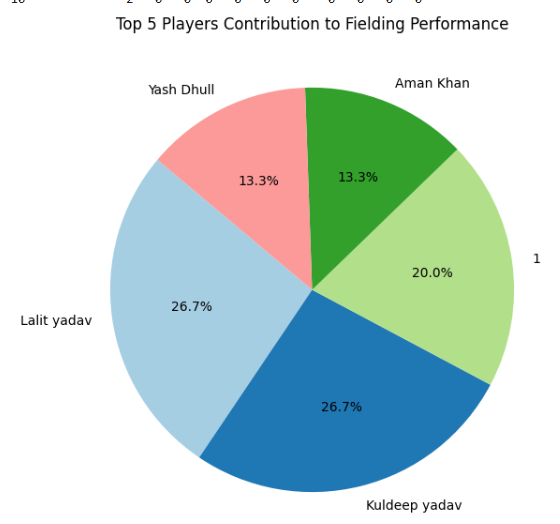 Top 5 Players Contribution to Fielding Performance
Yash Dhull
Aman Khan
13.3%
13.3%
1
20.0%
26.7%
Lalit yadav
26.7%
Kuldeep yadav